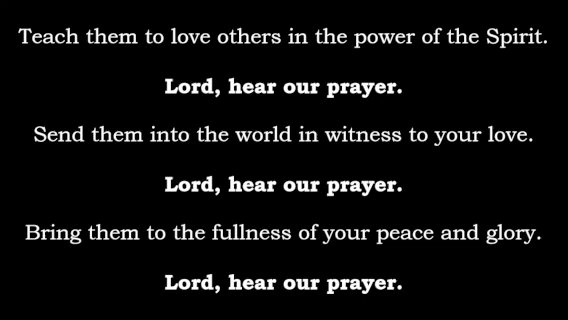 Teach them to love others in the power of the Spirit.
Lord, hear our prayer.
Send them into the world in witness to your love.
Lord, hear our prayer.
Bring them to the fullness of your peace and glory.
Lord, hear our prayer.